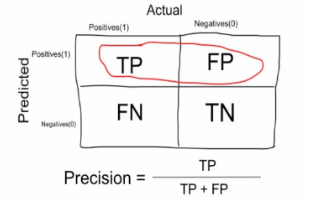 Actual
Positives(1) Negatives(0)
Predicted
Positives(1) TP FP
Negatives(0) FN TN
Precision = TP
TP + FP